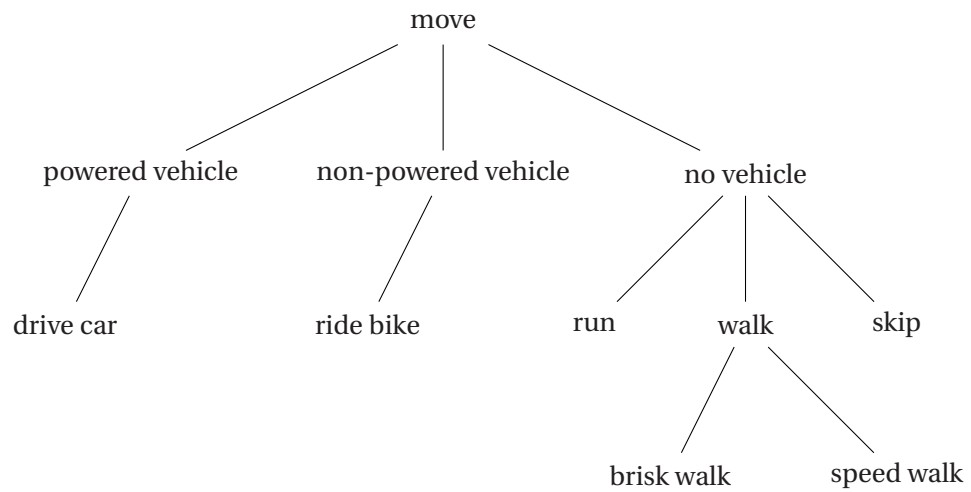 move
powered vehicle
non-powered vehicle
no vehicle
drive car
ride bike
run
walk
skip
brisk walk
speed walk